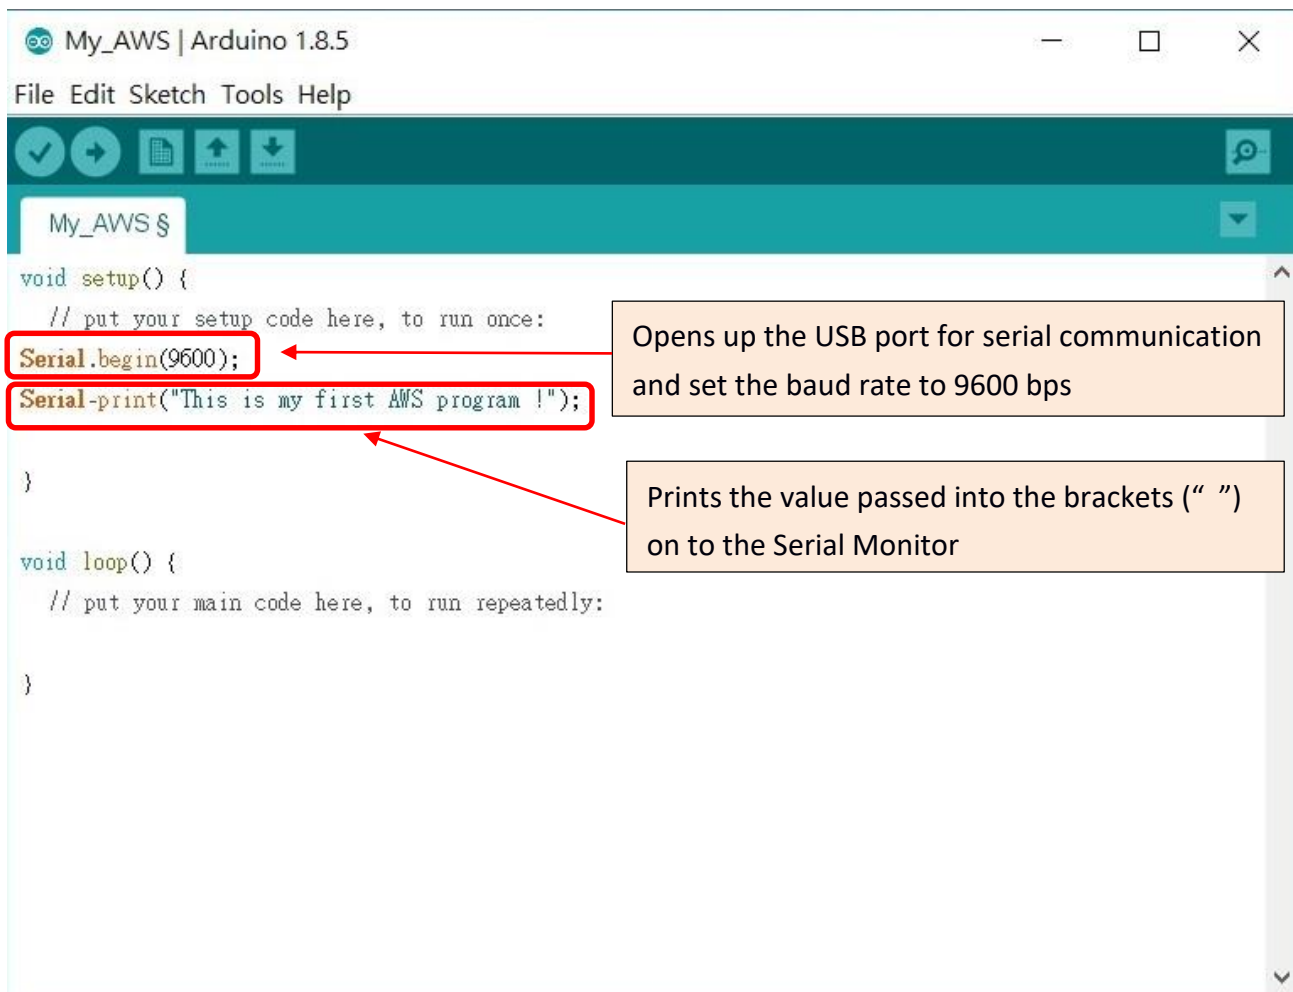 My_AWS | Arduino 1.8.5
File Edit Sketch Tools Help
My_AWS §
void setup() {
// put your setup code here, to run once:
Serial.begin(9600);
Serial-print("This is my first AWS program !");
}
void loop() {
// put your main code here, to run repeatedly:
}
Opens up the USB port for serial communication
and set the baud rate to 9600 bps
Prints the value passed into the brackets (“ ”)
on to the Serial Monitor